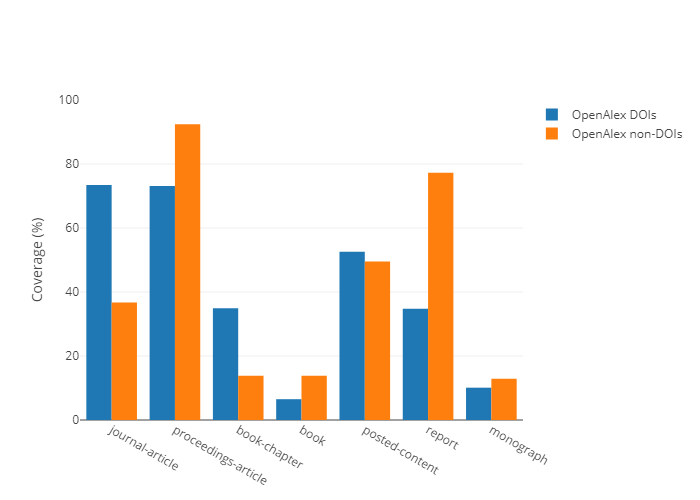 100
80
60
40
20
0
Coverage (%)
journal-article
proceedings-article
book-chapter
book
posted-content
report
monograph
OpenAlex DOIs
OpenAlex non-DOIs